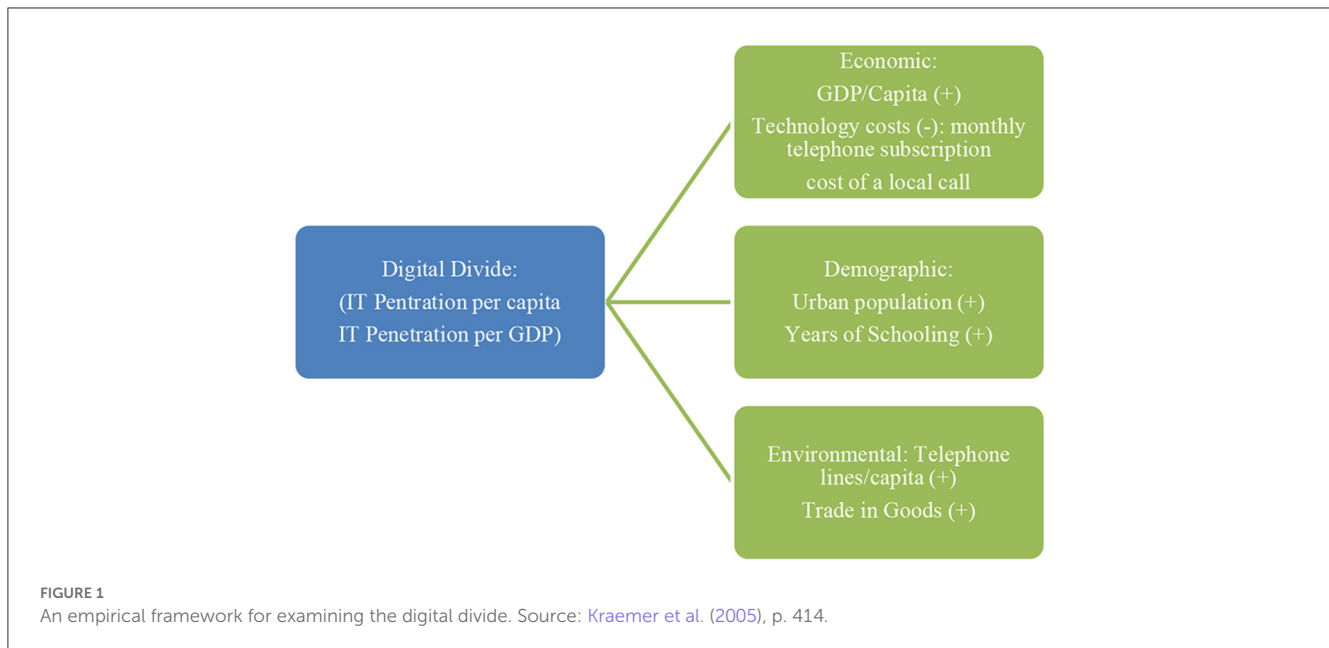 Economic:
GDP/Capita (+)
Technology costs (-): monthly
telephone subscription
cost of a local call
Digital Divide:
(IT Pentration per capita
IT Penetration per GDP)
Demographic:
Urban population (+)
Years of Schooling (+)
Environmental: Telephone
lines/capita (+)
Trade in Goods (+)
FIGURE 1
An empirical framework for examining the digital divide. Source: Kraemer et al. (2005), p. 414.